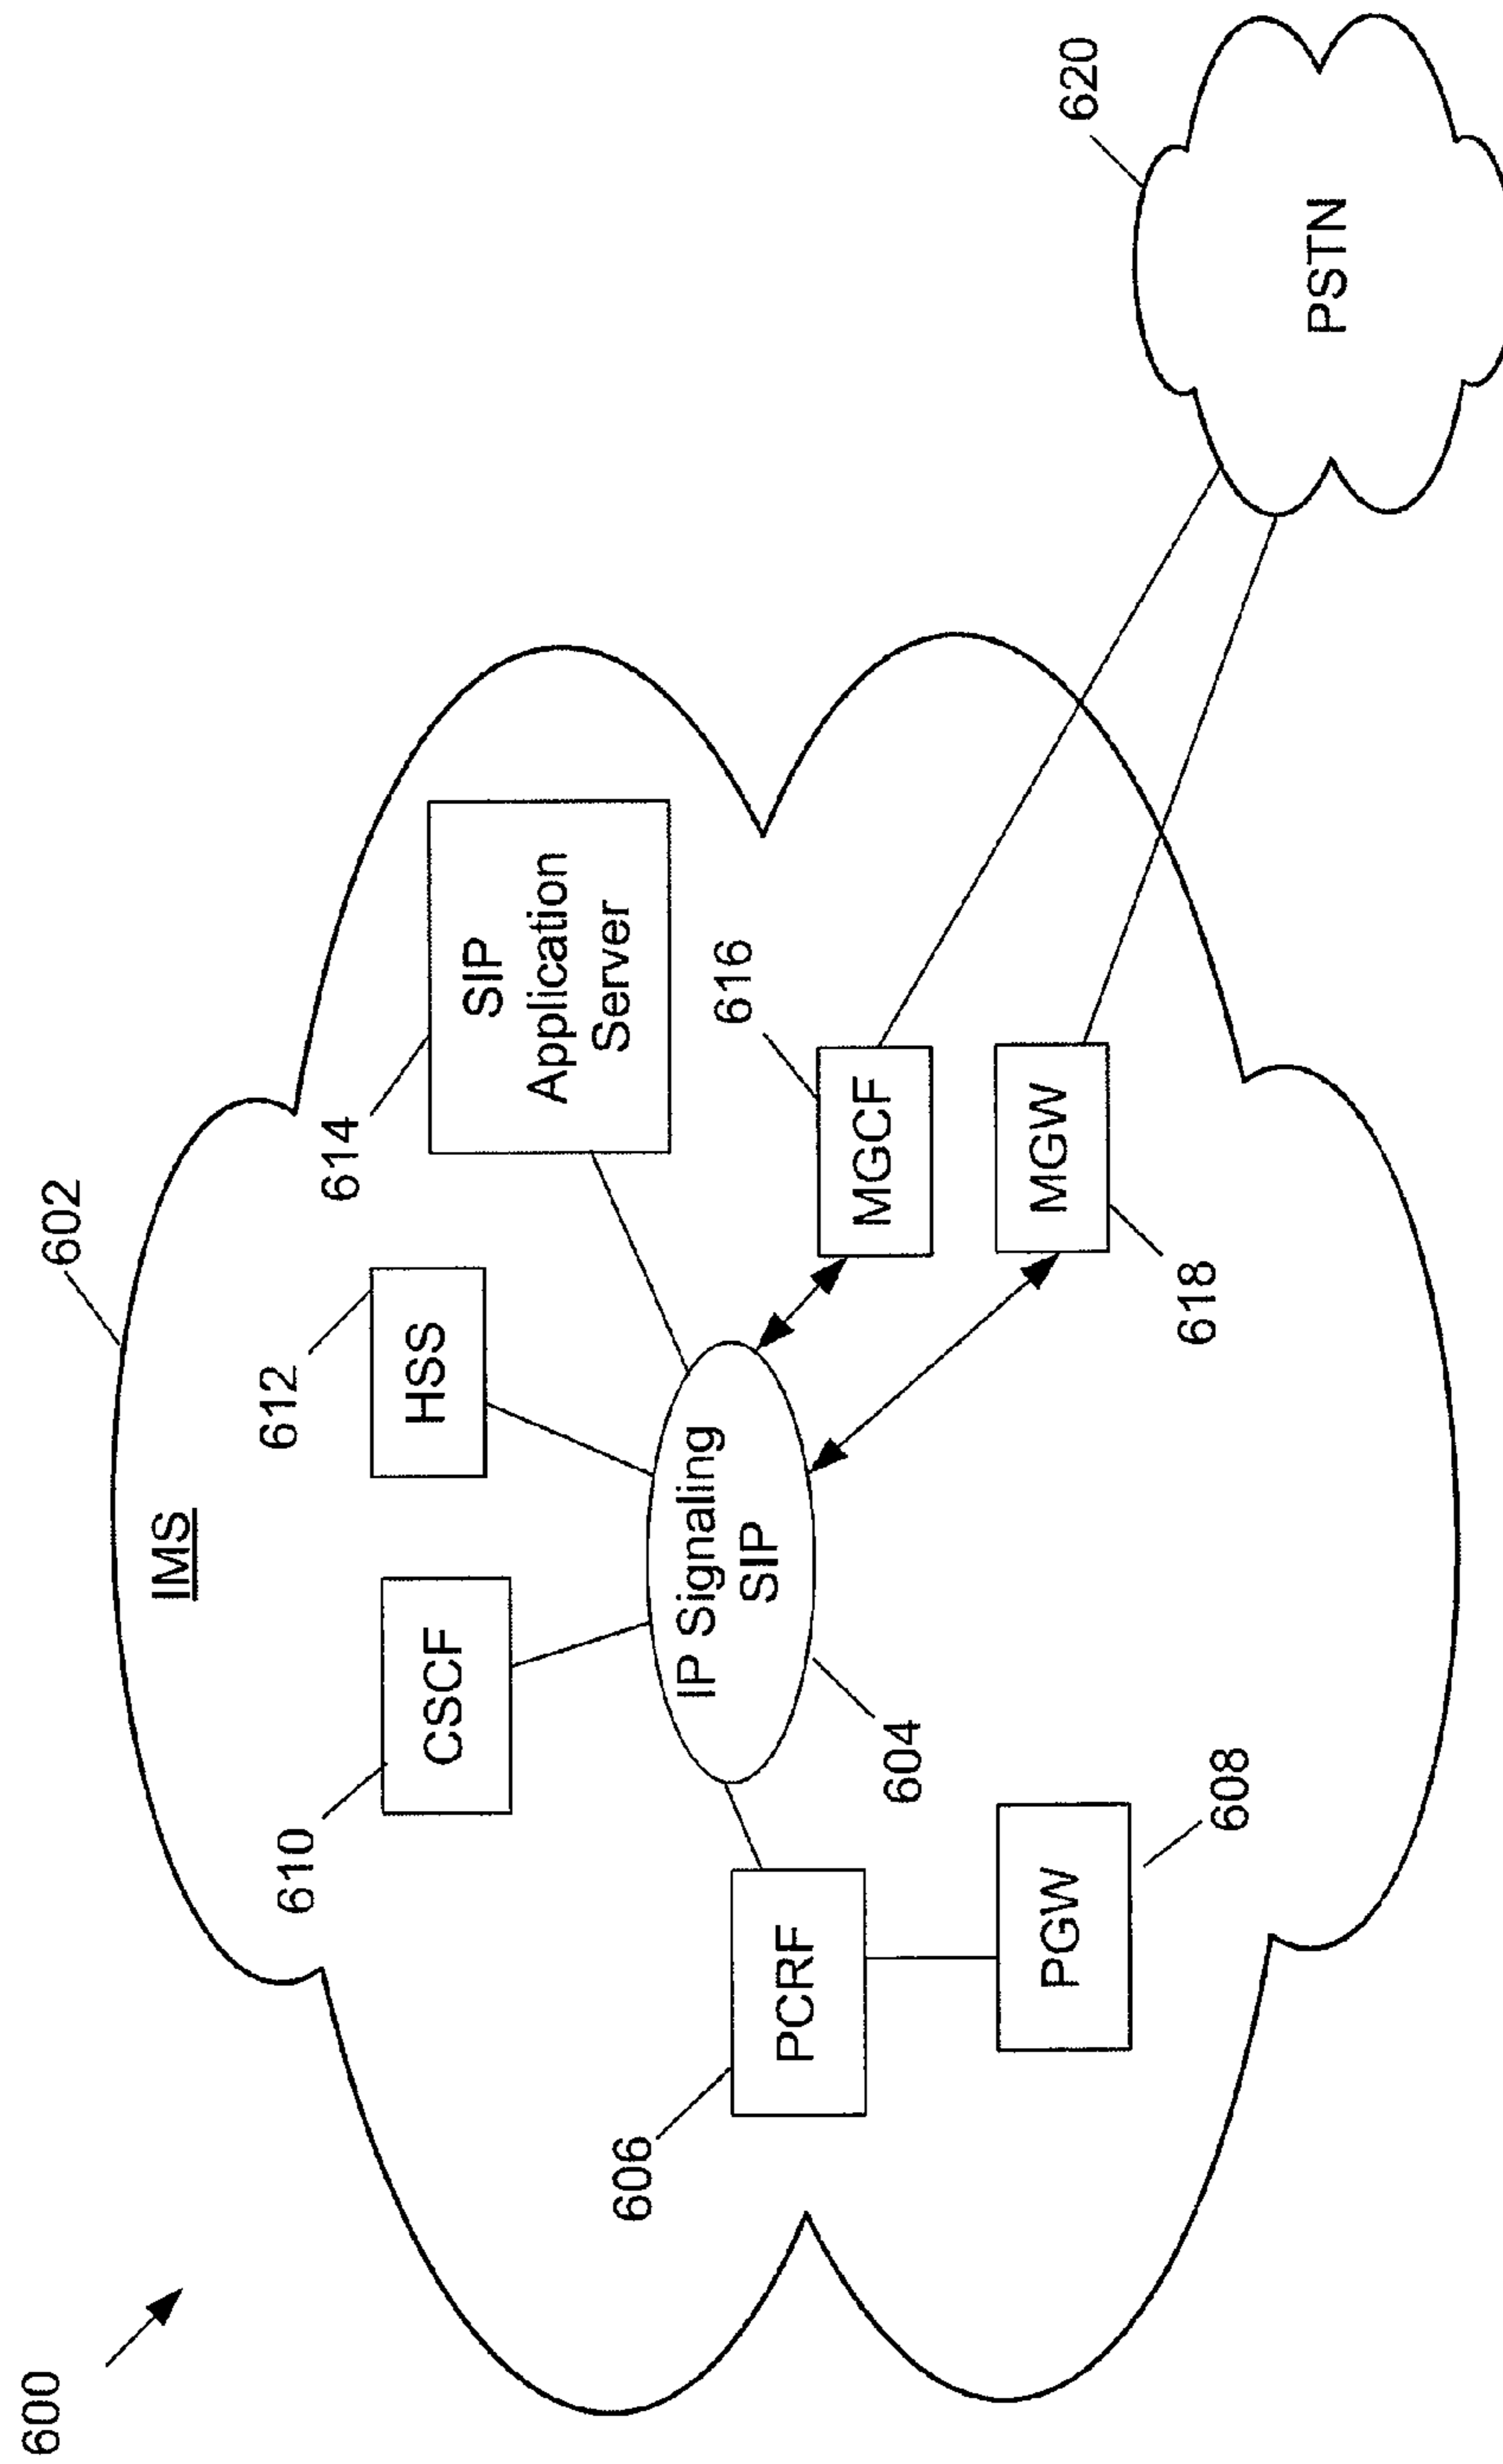 600
602
IMS
612
HSS
614
SIP
Application
Server
610
CSCF
616
MGCF
IP Signaling
SIP
604
606
PCRF
MGW
618
PGW
608
620
PSTN